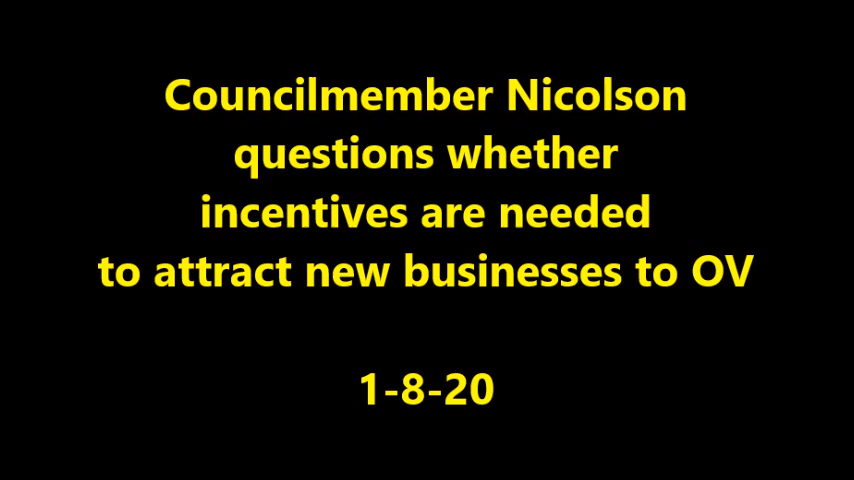 Councilmember Nicolson
questions whether
incentives are needed
to attract new businesses to OV
1-8-20